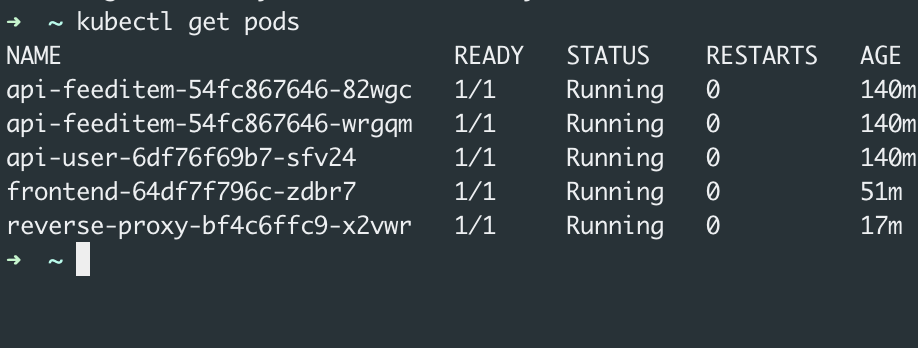 ➜ ~ kubectl get pods
NAME READY STATUS RESTARTS AGE
api-feeditem-54fc867646-82wgc 1/1 Running 0 140m
api-feeditem-54fc867646-wrgqm 1/1 Running 0 140m
api-user-6df76f69b7-sfv24 1/1 Running 0 140m
frontend-64df7f796c-zdbr7 1/1 Running 0 51m
reverse-proxy-bf4c6ffc9-x2vwr 1/1 Running 0 17m
➜ ~